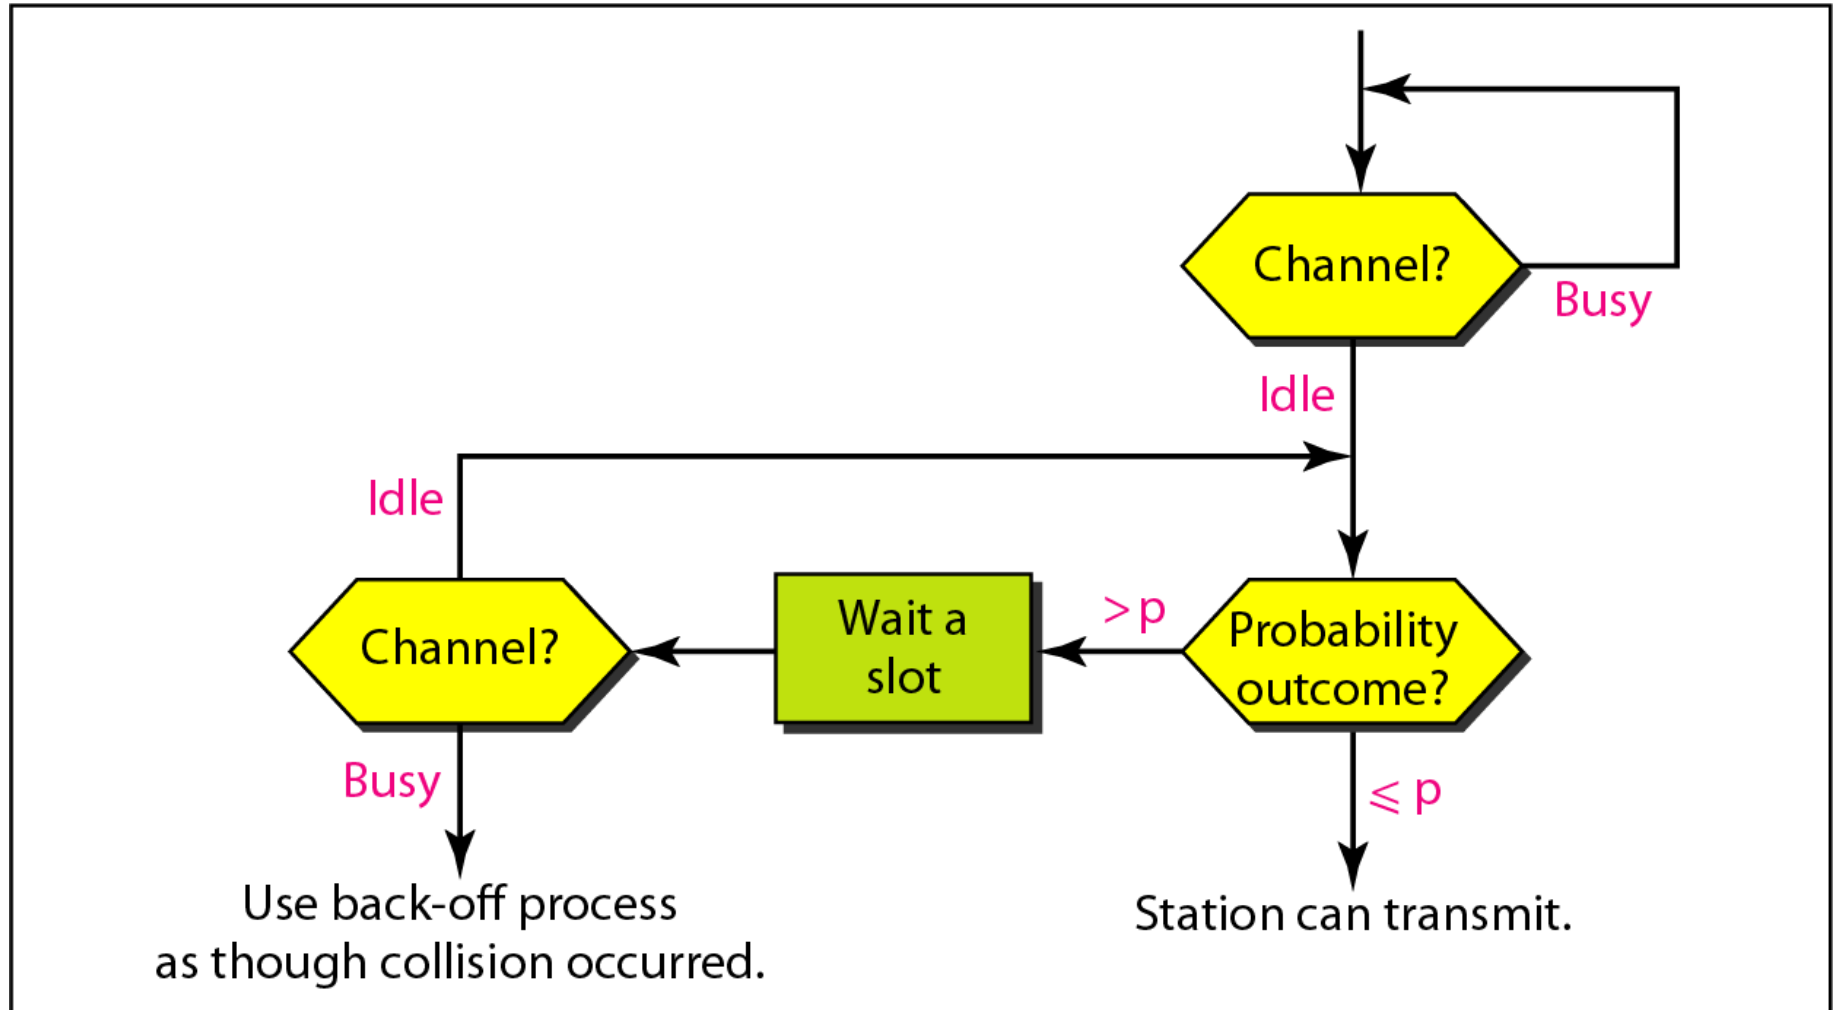 Channel?
Busy
Idle
Idle
Channel?
Wait a
slot
>p
Probability
outcome?
Busy
⩽ p
Use back-off process
as though collision occurred.
Station can transmit.